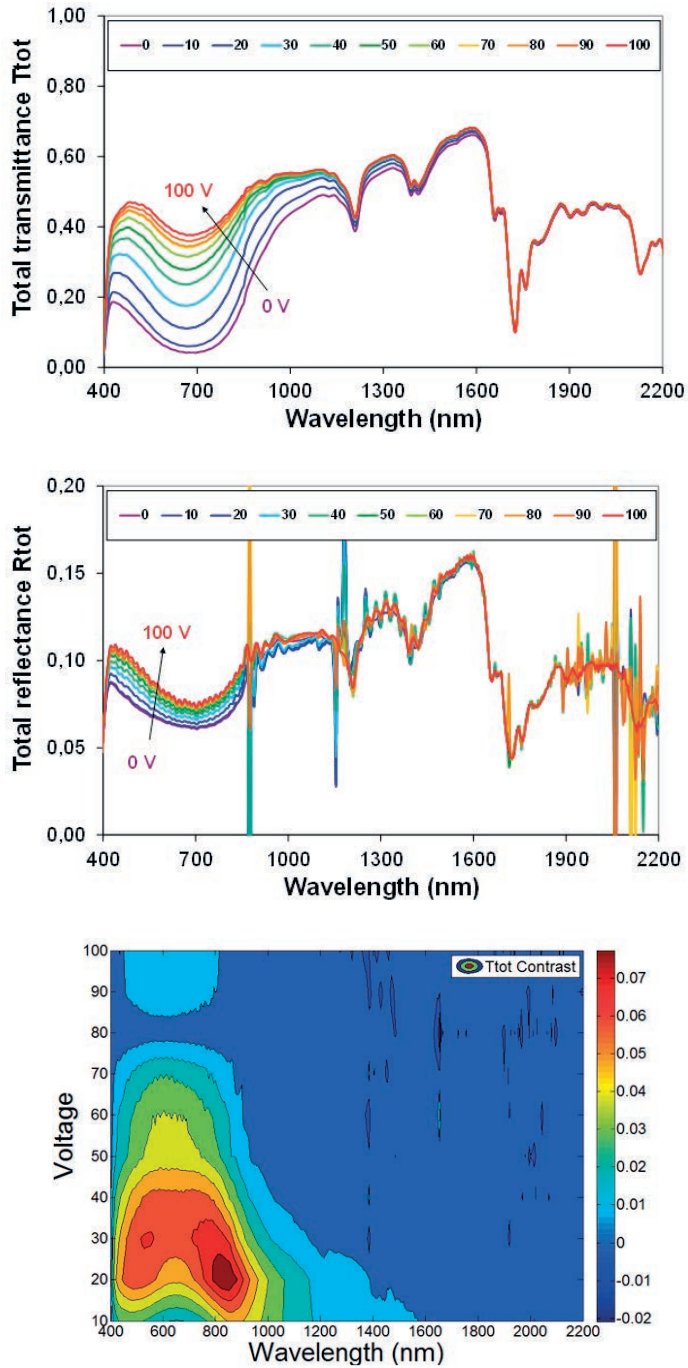 Total transmittance Ttot
1,00
0,80
0,60
0,40
0,20
0,00
0 10 20 30 40 50 60 70 80 90 100
100 V
0 V
400 700 1000 1300 1600 1900 2200
Wavelength (nm)
Total reflectance Rtot
0,20
0,15
0,10
0,05
0,00
0 10 20 30 40 50 60 70 80 90 100
100 V
0 V
400 700 1000 1300 1600 1900 2200
Wavelength (nm)
Voltage
100
90
80
70
60
50
40
30
20
10
Ttot Contrast
400 600 800 1000 1200 1400 1600 1800 2000 2200
Wavelength (nm)
0.07
0.06
0.05
0.04
0.03
0.02
0.01
0
-0.01
-0.02